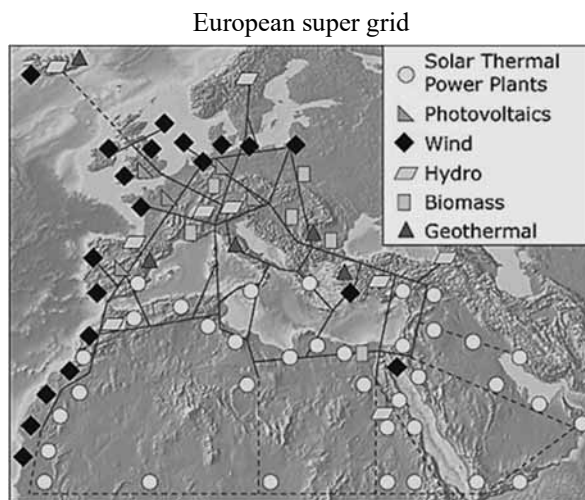 European super grid
Solar Thermal
Power Plants
Photovoltaics
Wind
Hydro
Biomass
Geothermal